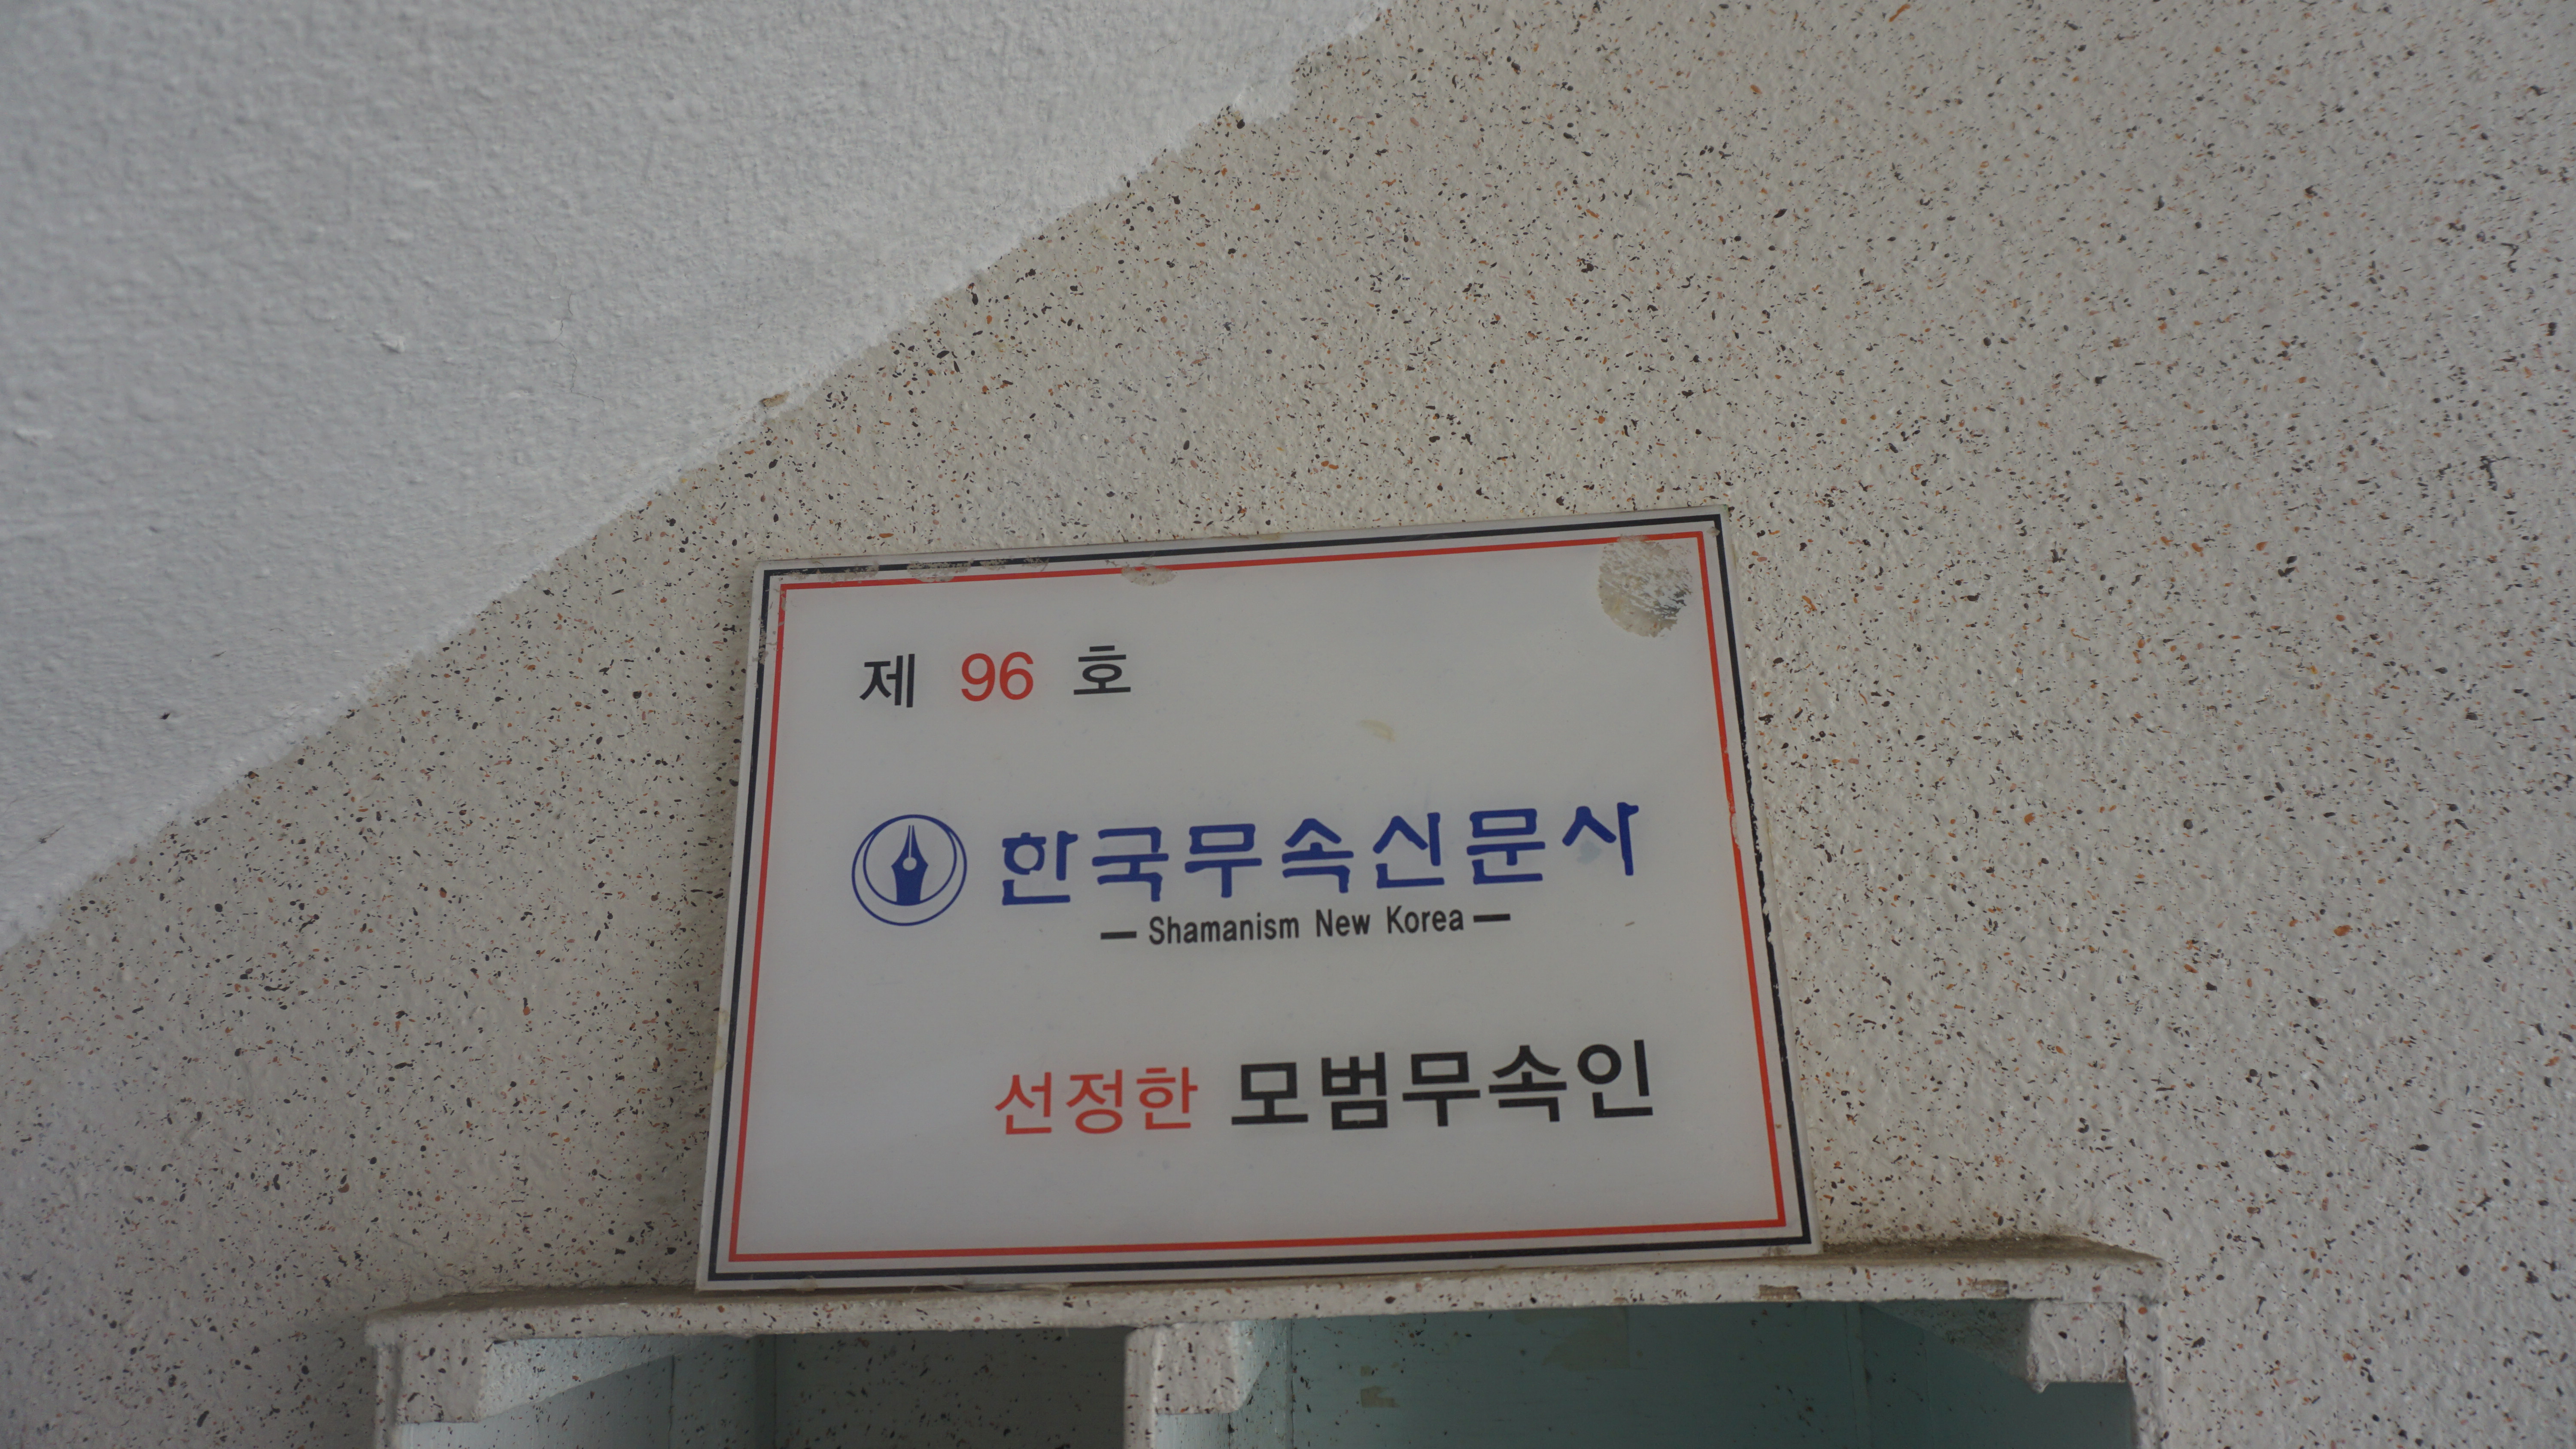 제 96 호
한국무속신문사
— Shamanism New Korea —
선정한 모범무속인